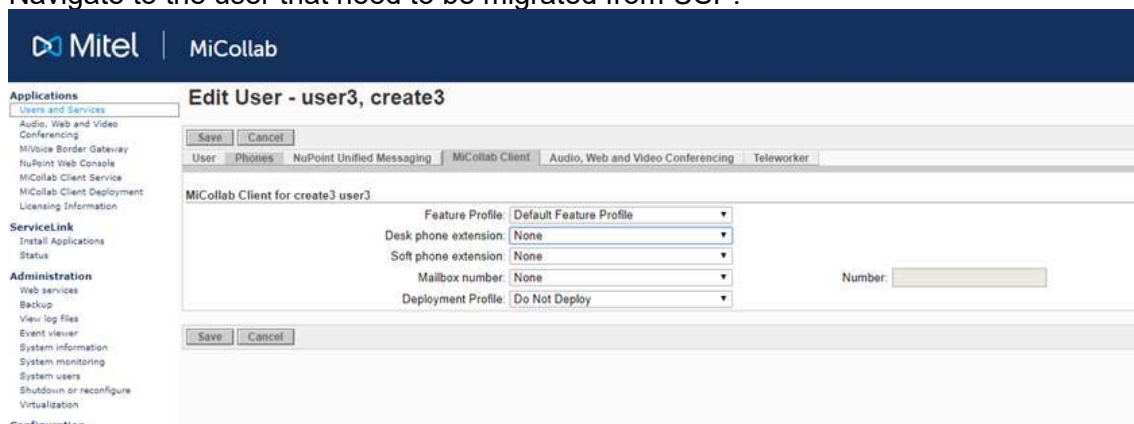 Navigate to the user that need to be migrated from USP.
Mitel | MiCollab
Applications
Users and Services
Audio, Web and Video
Conferencing
MiVoice Border Gateway
NuPoint Web Console
MiCollab Client Service
MiCollab Client Deployment
Licensing Information
ServiceLink
Install Applications
Status
Administration
Web services
Backup
View log files
Event viewer
System information
System monitoring
System users
Shutdown or reconfigure
Virtualization
Configuration
Edit User - user3, create3
Save Cancel
User Phones NuPoint Unified Messaging MiCollab Client Audio, Web and Video Conferencing Teleworker
MiCollab Client for create3 user3
Feature Profile: Default Feature Profile
Desk phone extension: None
Soft phone extension: None
Mailbox number: None Number:
Deployment Profile: Do Not Deploy
Save Cancel